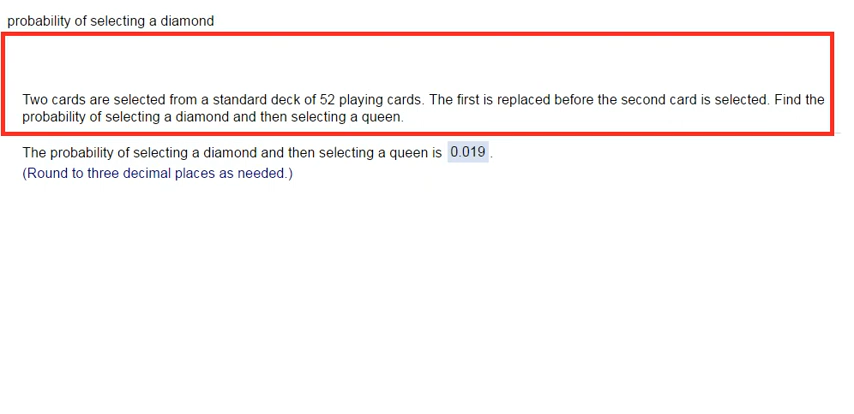 probability of selecting a diamond
Two cards are selected from a standard deck of 52 playing cards. The first is replaced before the second card is selected. Find the
probability of selecting a diamond and then selecting a queen.
The probability of selecting a diamond and then selecting a queen is 0.019.
(Round to three decimal places as needed.)